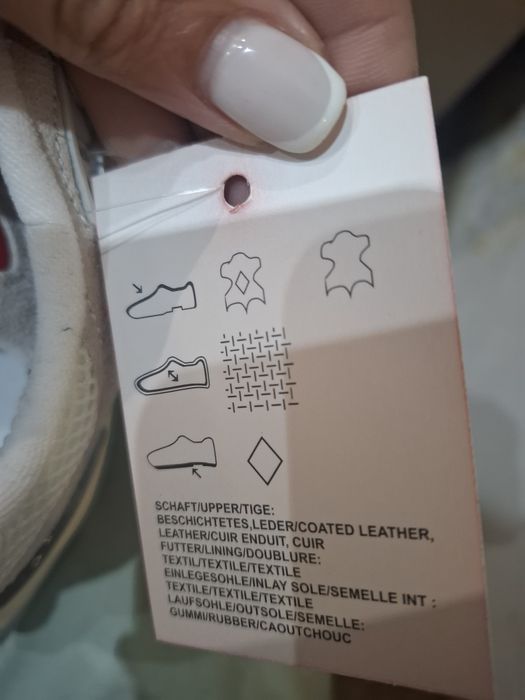 SCHAFT/UPPER/TIGE:
BESCHICHTETES,LEDER/COATED LEATHER,
LEATHER/CUIR ENDUIT, CUIR
FUTTER/LINING/DOUBLURE:
TEXTIL/TEXTILE/TEXTILE
EINLEGESOHLE/INLAY SOLE/SEMELLE INT :
TEXTILE/TEXTILE/TEXTILE
LAUFSOHLE/OUTSOLE/SEMELLE:
GUMMI/RUBBER/CAOUTCHOUC